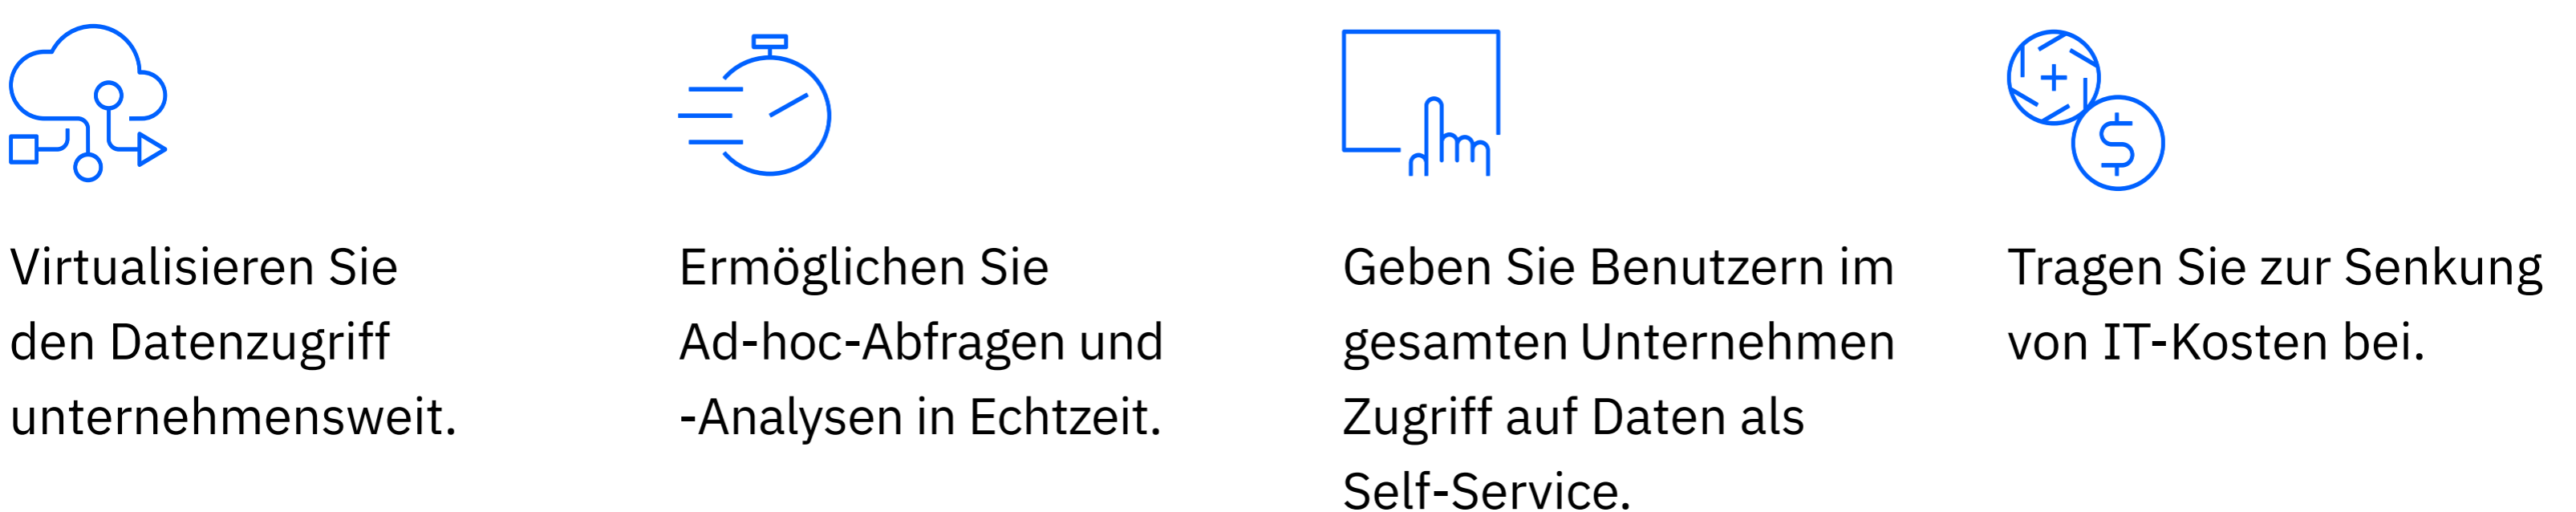 Virtualisieren Sie
den Datenzugriff
unternehmensweit.
Ermöglichen Sie
Ad-hoc-Abfragen und
-Analysen in Echtzeit.
Geben Sie Benutzern im
gesamten Unternehmen
Zugriff auf Daten als
Self-Service.
Tragen Sie zur Senkung
von IT-Kosten bei.